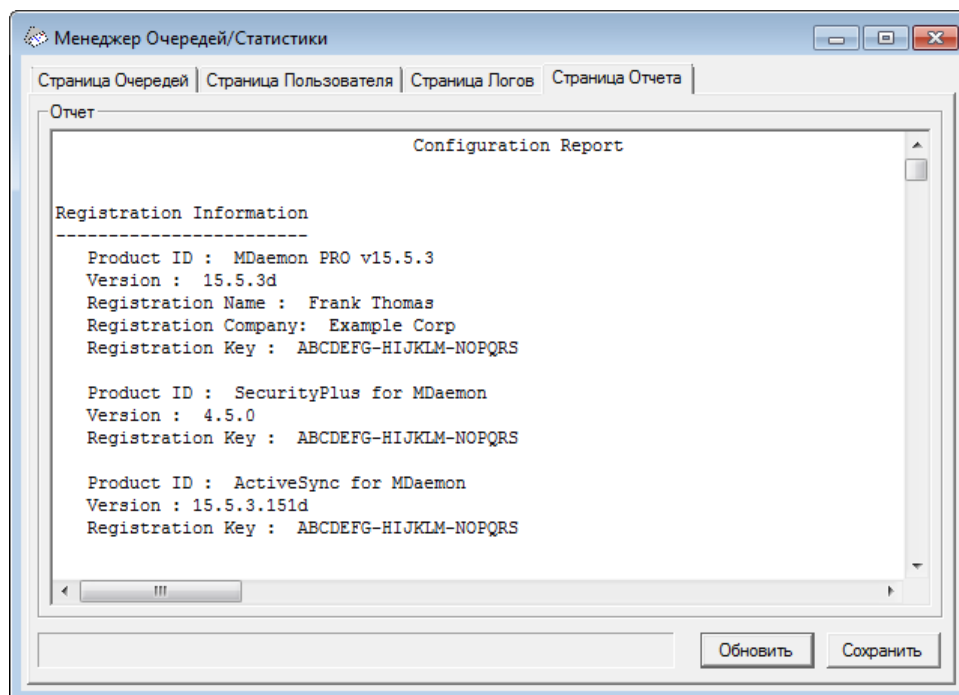 Менеджер Очередей/Статистики
Страница Очередей Страница Пользователя Страница Логов Страница Отчета
Отчет
Configuration Report
Registration Information
------------------------
Product ID :  MDaemon PRO v15.5.3
Version :  15.5.3d
Registration Name :  Frank Thomas
Registration Company:  Example Corp
Registration Key :  ABCDEFG-HIJKLM-NOPQRS
Product ID :  SecurityPlus for MDaemon
Version :  4.5.0
Registration Key :  ABCDEFG-HIJKLM-NOPQRS
Product ID :  ActiveSync for MDaemon
Version : 15.5.3.151d
Registration Key :  ABCDEFG-HIJKLM-NOPQRS
Обновить Сохранить